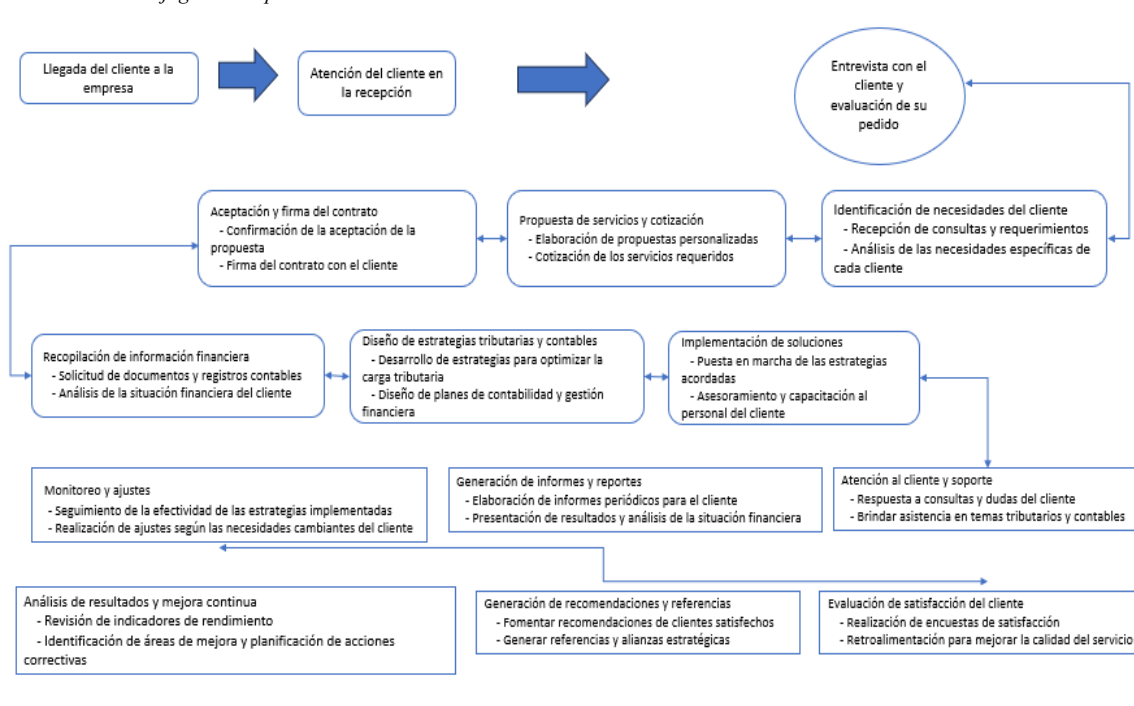 Llegada del cliente a la
empresa
Atención del cliente en
la recepción
Entrevista con el
cliente y
evaluación de su
pedido
Aceptación y firma del contrato
- Confirmación de la aceptación de la
propuesta
- Firma del contrato con el cliente
Propuesta de servicios y cotización
- Elaboración de propuestas personalizadas
- Cotización de los servicios requeridos
Identificación de necesidades del cliente
- Recepción de consultas y requerimientos
- Análisis de las necesidades específicas de
cada cliente
Recopilación de información financiera
- Solicitud de documentos y registros contables
- Análisis de la situación financiera del cliente
Diseño de estrategias tributarias y contables
- Desarrollo de estrategias para optimizar la
carga tributaria
- Diseño de planes de contabilidad y gestión
financiera
Implementación de soluciones
- Puesta en marcha de las estrategias
acordadas
- Asesoramiento y capacitación al
personal del cliente
Monitoreo y ajustes
- Seguimiento de la efectividad de las estrategias implementadas
- Realización de ajustes según las necesidades cambiantes del cliente
Generación de informes y reportes
- Elaboración de informes periódicos para el cliente
- Presentación de resultados y análisis de la situación financiera
Atención al cliente y soporte
- Respuesta a consultas y dudas del cliente
- Brindar asistencia en temas tributarios y contables
Análisis de resultados y mejora continua
- Revisión de indicadores de rendimiento
- Identificación de áreas de mejora y planificación de acciones
correctivas
Generación de recomendaciones y referencias
- Fomentar recomendaciones de clientes satisfechos
- Generar referencias y alianzas estratégicas
Evaluación de satisfacción del cliente
- Realización de encuestas de satisfacción
- Retroalimentación para mejorar la calidad del servicio